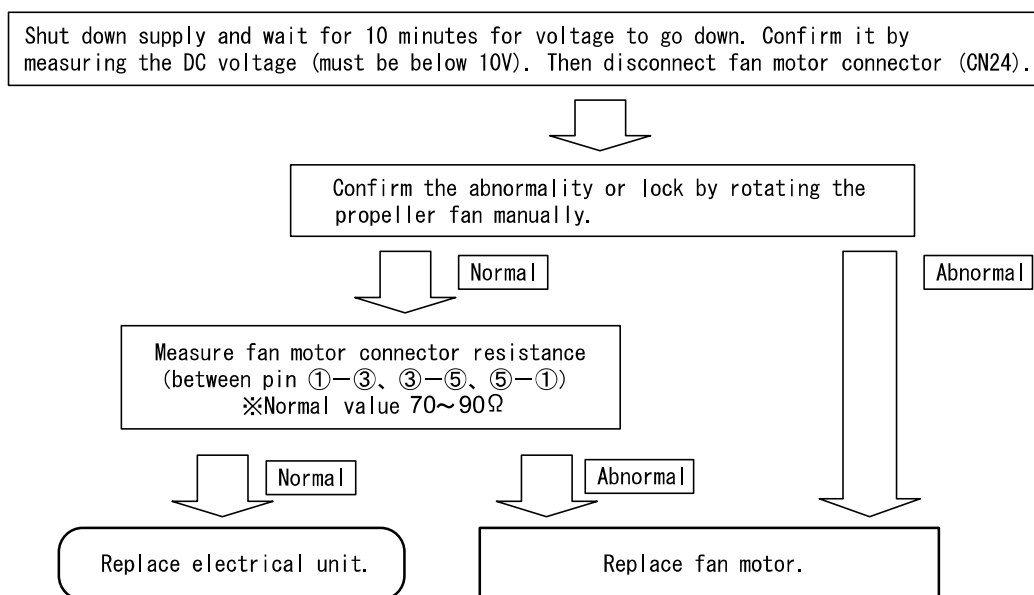 Shut down supply and wait for 10 minutes for voltage to go down. Confirm it by
measuring the DC voltage (must be below 10V). Then disconnect fan motor connector (CN24).
Confirm the abnormality or lock by rotating the
propeller fan manually.
Normal
Abnormal
Measure fan motor connector resistance
(between pin ①－③、③－⑤、⑤－①)
※Normal value 70～90Ω
Normal
Abnormal
Replace electrical unit.
Replace fan motor.